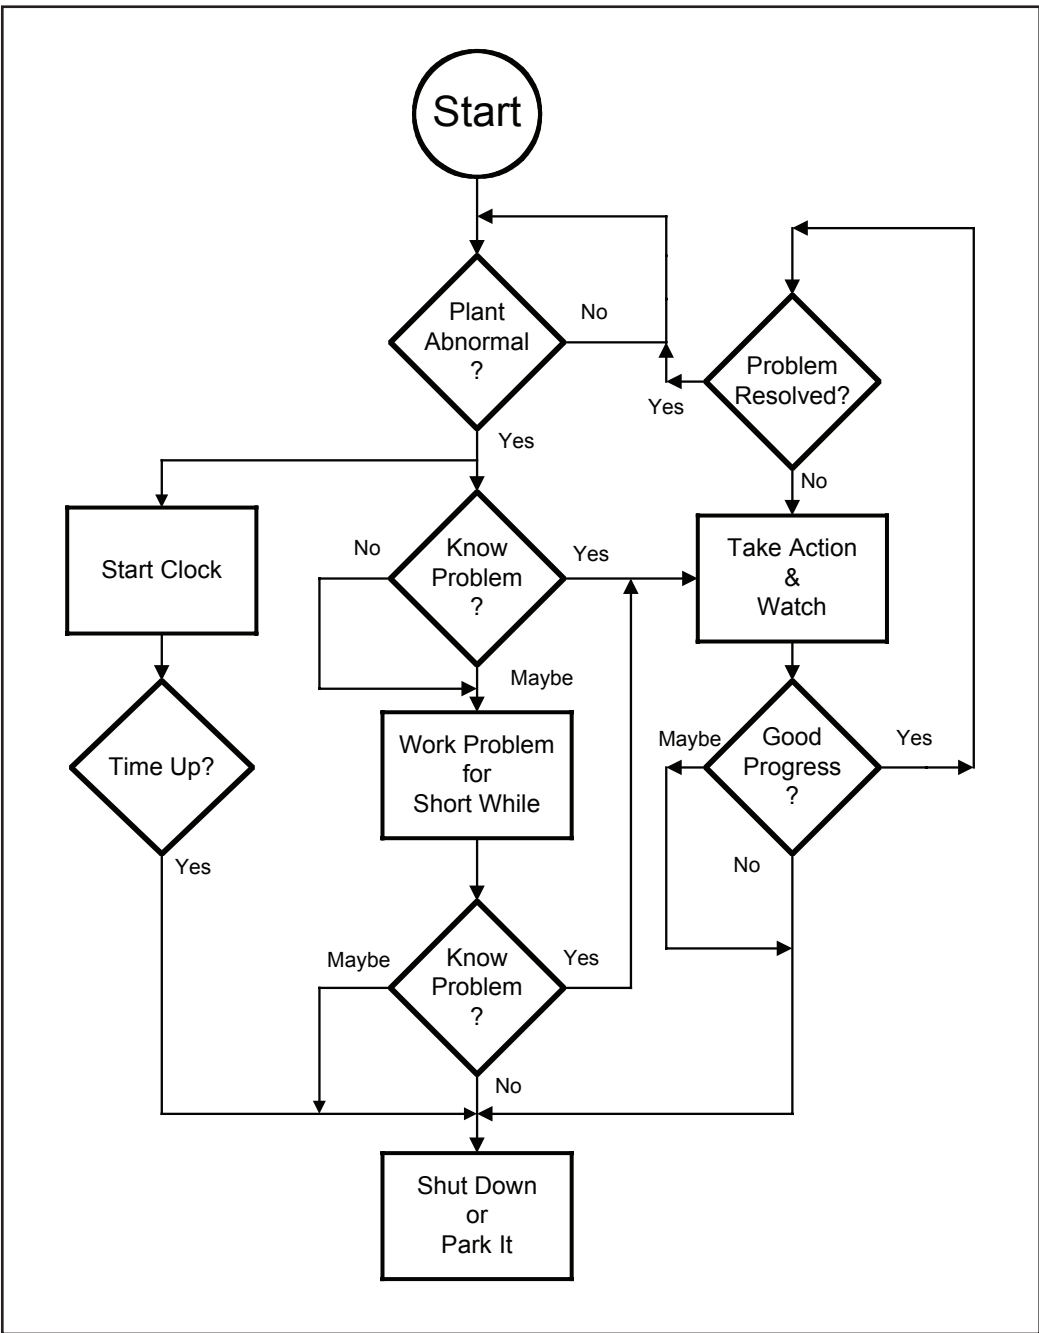 Start
Plant
Abnormal
?
No
Problem
Resolved?
Yes
Yes
No
Start Clock
No
Know
Problem
?
Yes
Take Action
&
Watch
Maybe
Time Up?
Work Problem
for
Short While
Maybe
Good
Progress
?
Yes
Yes
No
Maybe
Know
Problem
?
Yes
No
Shut Down
or
Park It